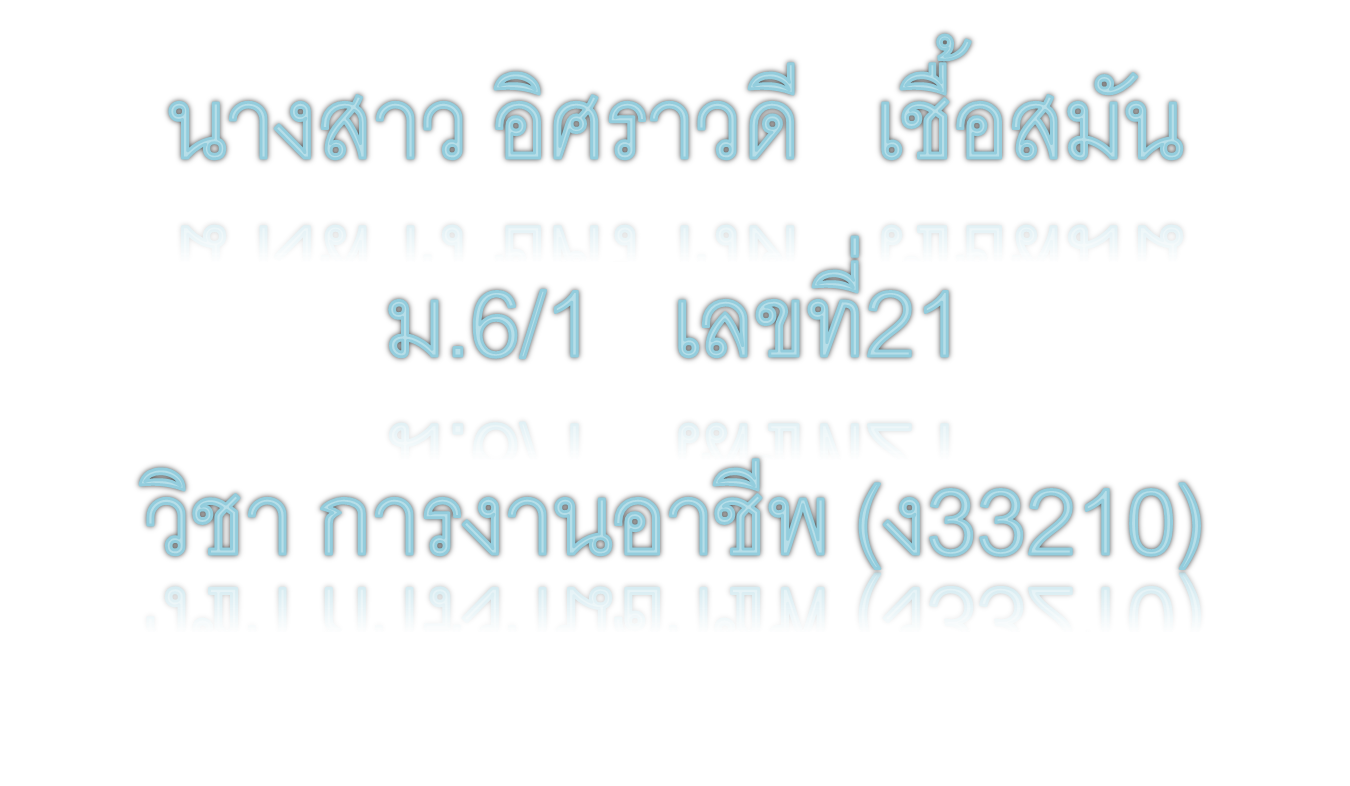 นางสาว อิศราวดี เชื้อสมัน
ม.6/1 เลขที่21
วิชา การงานอาชีพ (ง33210)